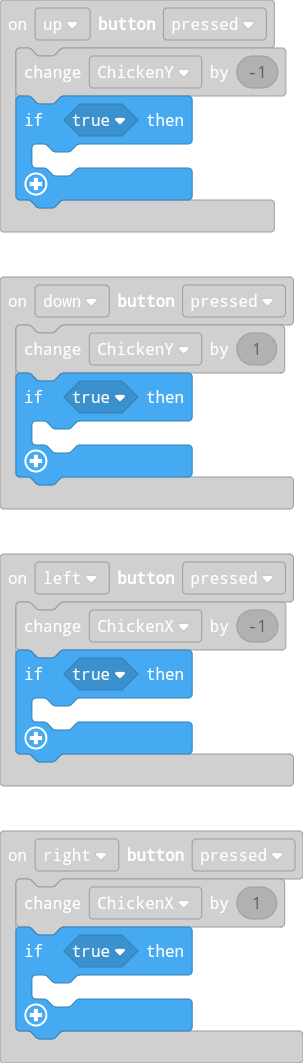 on up button pressed
change ChickenY by -1
if true then
on down button pressed
change ChickenY by 1
if true then
on left button pressed
change ChickenX by -1
if true then
on right button pressed
change ChickenX by 1
if true then